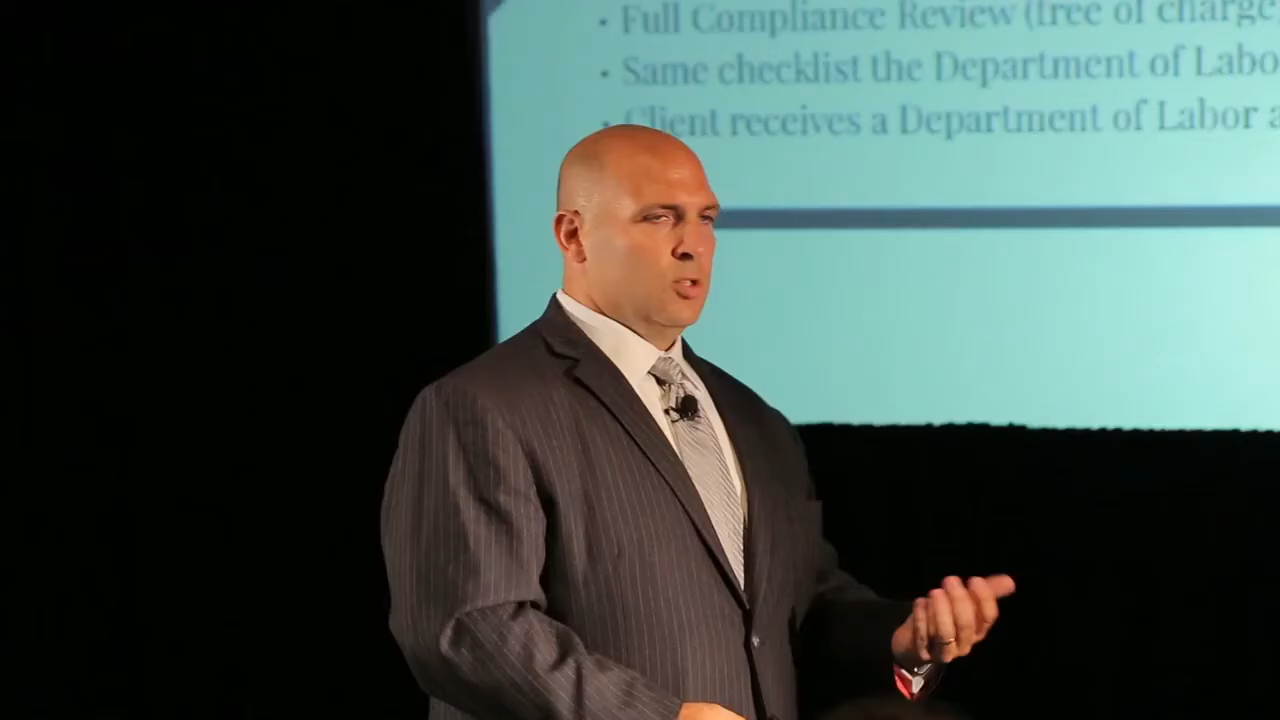 • Full Compliance Review (free of charge
• Same checklist the Department of Labo
• Client receives a Department of Labor a